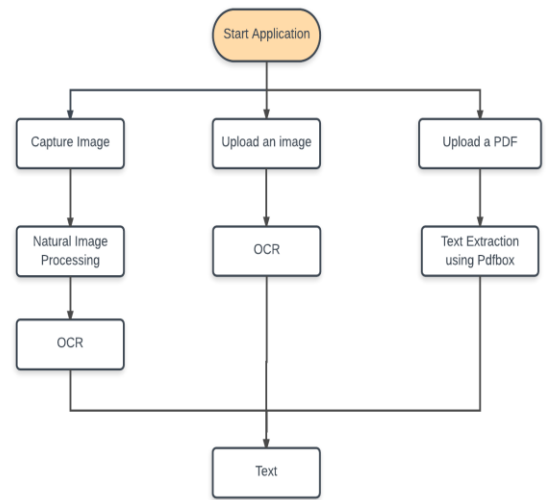 Start Application
Capture Image
Upload an image
Upload a PDF
Natural Image
Processing
OCR
Text Extraction
using Pdfbox
OCR
Text